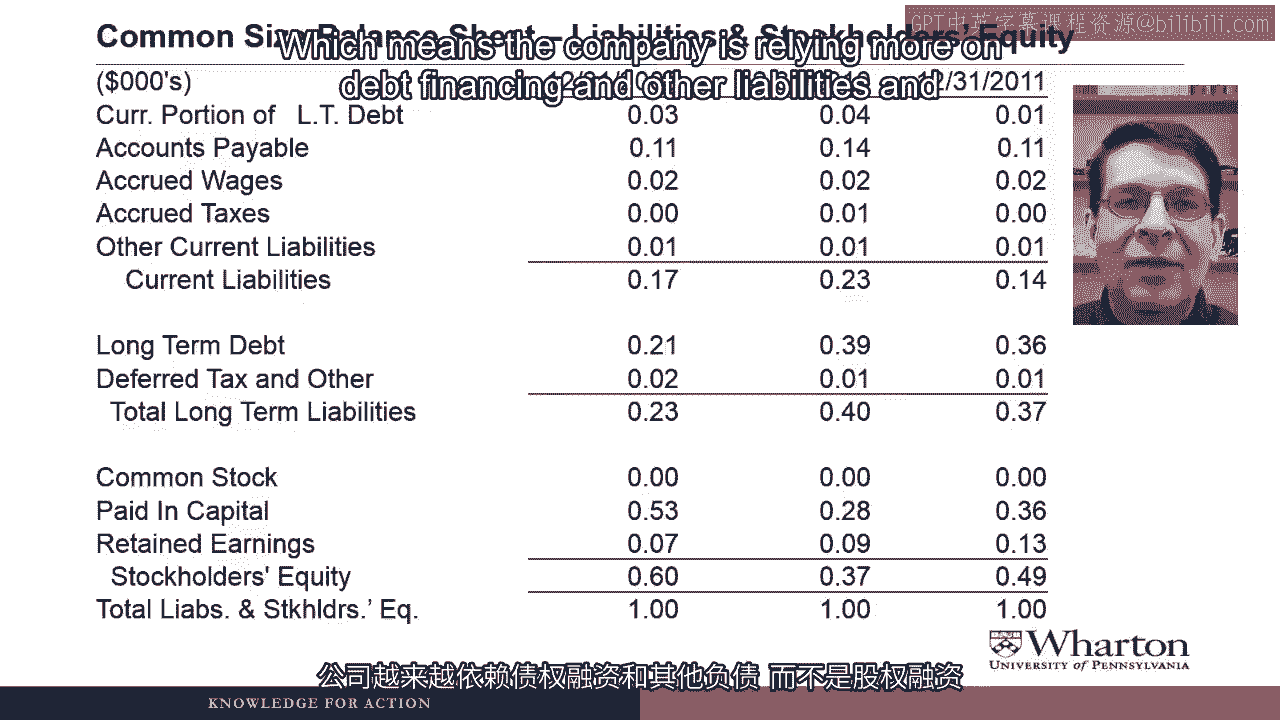 GPT中英字幕课程资源@bilibili.com
Common Size Balance Sheet – Liabilities & Stockholders' Equity
Which means the company is relying more on
debt financing and other liabilities and
($000's) 12/31/2011
Curr. Portion of L.T. Debt 0.03 0.04 0.01
Accounts Payable 0.11 0.14 0.11
Accrued Wages 0.02 0.02 0.02
Accrued Taxes 0.00 0.01 0.00
Other Current Liabilities 0.01 0.01 0.01
Current Liabilities 0.17 0.23 0.14
Long Term Debt 0.21 0.39 0.36
Deferred Tax and Other 0.02 0.01 0.01
Total Long Term Liabilities 0.23 0.40 0.37
Common Stock 0.00 0.00 0.00
Paid In Capital 0.53 0.28 0.36
Retained Earnings 0.07 0.09 0.13
Stockholders' Equity 0.60 0.37 0.49
Total Liabs. & Stkhldrs.' Eq. 1.00 1.00 1.00
Wharton
UNIVERSITY of PENNSYLVANIA
公司越来越依赖债权融资和其他负债 而不是股权融资
KNOWLEDGE FOR ACTION